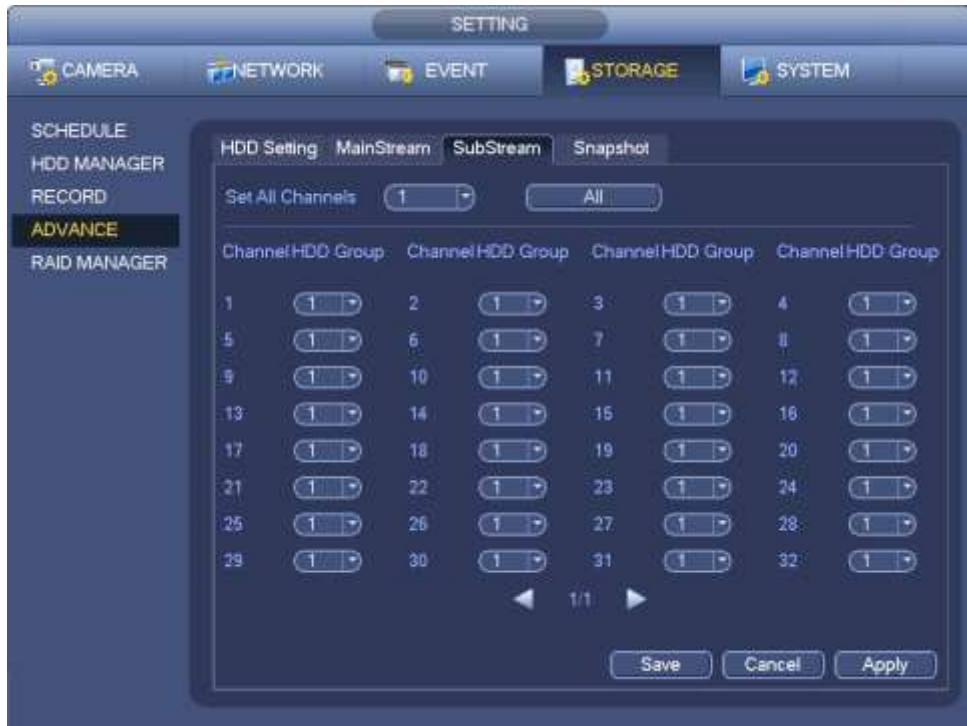 SETTING
CAMERA NETWORK EVENT STORAGE SYSTEM
SCHEDULE
HDD MANAGER
RECORD
ADVANCE
RAID MANAGER
HDD Setting MainStream SubStream Snapshot
Set All Channels 1 All
Channel HDD Group Channel HDD Group Channel HDD Group Channel HDD Group
1 1 2 1 3 1 4 1
5 1 6 1 7 1 8 1
9 1 10 1 11 1 12 1
13 1 14 1 15 1 16 1
17 1 18 1 19 1 20 1
21 1 22 1 23 1 24 1
25 1 26 1 27 1 28 1
29 1 30 1 31 1 32 1
1/1
Save Cancel Apply